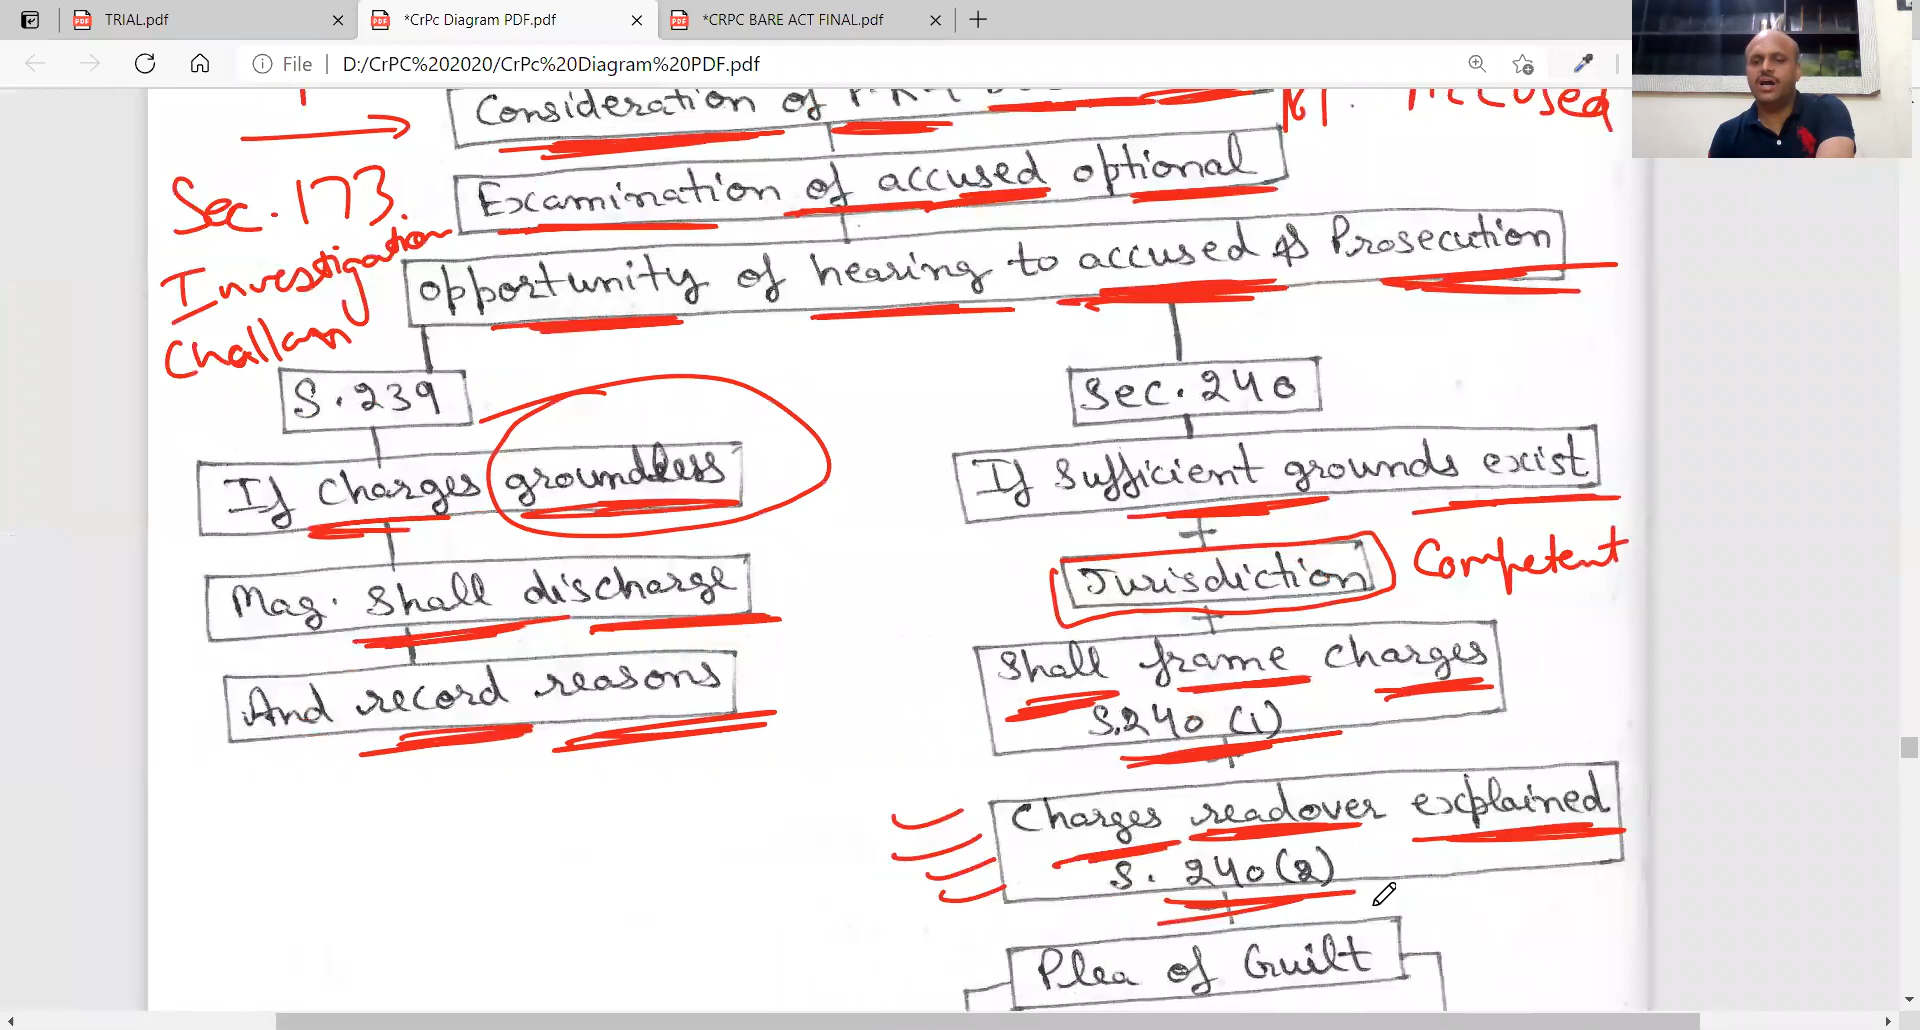 TRIAL.pdf
*CrPc Diagram PDF.pdf
*CRPC BARE ACT FINAL.pdf
File
D:/CrPC%202020/CrPc%20Diagram%20PDF.pdf
Consideration of
Accused
Examination of accused optional
Sec. 173.
Investigation
Challan
opportunity of hearing to accused & Prosecution
S. 239
Sec. 240
If charges groundless
If Sufficient grounds exist
Jurisdiction
Competent
Mag. shall discharge
Shall frame charges
S.240 (1)
And record reasons
Charges readover explained
S. 240(2)
Plea of Guilt